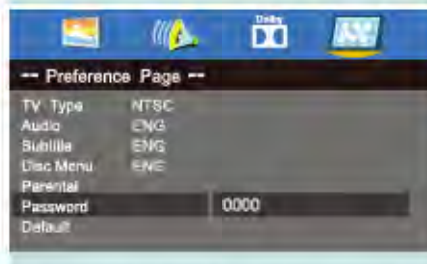 Dolby
-- Preference Page --
TV Type NTSC
Audio ENG
Subtitle ENG
Disc Menu ENG
Parental
Password 0000
Default